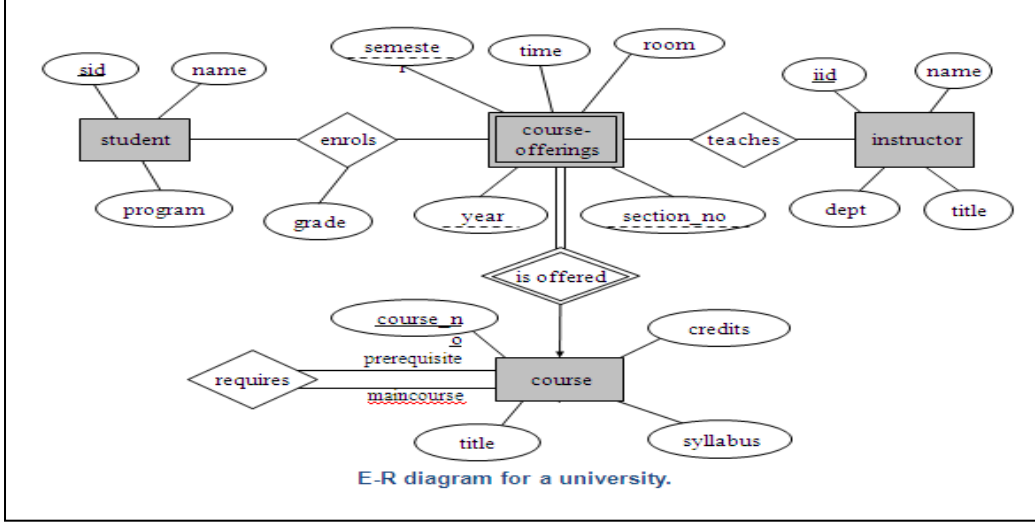 semeste
r
time
room
sid
name
iid
name
student
enrols
course-
offerings
teaches
instructor
program
grade
year
section_no
dept
title
is offered
course_n
o
credits
prerequisite
requires
course
maincourse
title
syllabus
E-R diagram for a university.